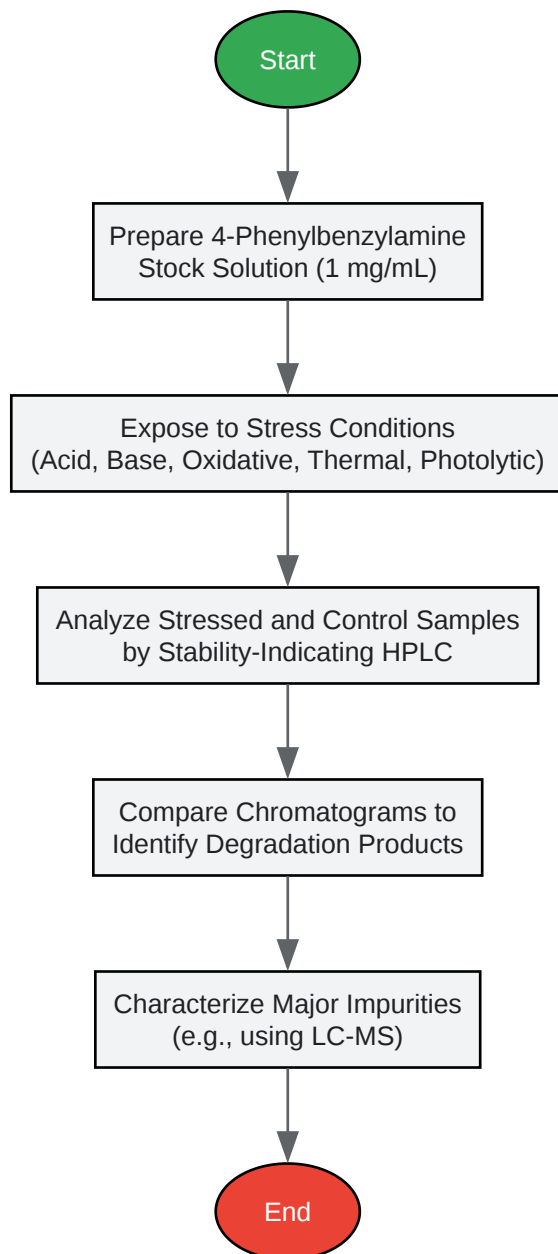 Start
Prepare 4-Phenylbenzylamine
Stock Solution (1 mg/mL)
Expose to Stress Conditions
(Acid, Base, Oxidative, Thermal, Photolytic)
Analyze Stressed and Control Samples
by Stability-Indicating HPLC
Compare Chromatograms to
Identify Degradation Products
Characterize Major Impurities
(e.g., using LC-MS)
End